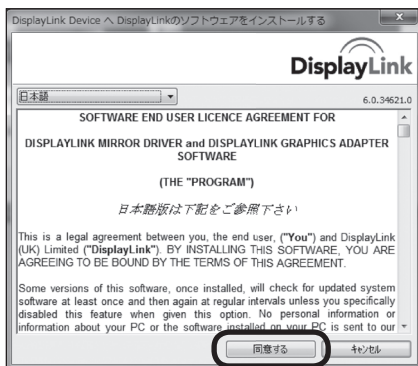 DisplayLink Device へ DisplayLinkのソフトウェアをインストールする
DisplayLink
日本語
6.0.34621.0
SOFTWARE END USER LICENCE AGREEMENT FOR
DISPLAYLINK MIRROR DRIVER and DISPLAYLINK GRAPHICS ADAPTER
SOFTWARE
(THE "PROGRAM")
日本語版は下記をご参照下さい
This is a legal agreement between you, the end user, ("You") and DisplayLink
(UK) Limited ("DisplayLink"). BY INSTALLING THIS SOFTWARE, YOU ARE
AGREEING TO BE BOUND BY THE TERMS OF THIS AGREEMENT.
Some versions of this software, once installed, will check for updated system
software at least once and then again at regular intervals unless you specifically
disabled this feature when given this option. No personal information or
information about your PC or the software installed on your PC is sent to our
同意する
キャンセル